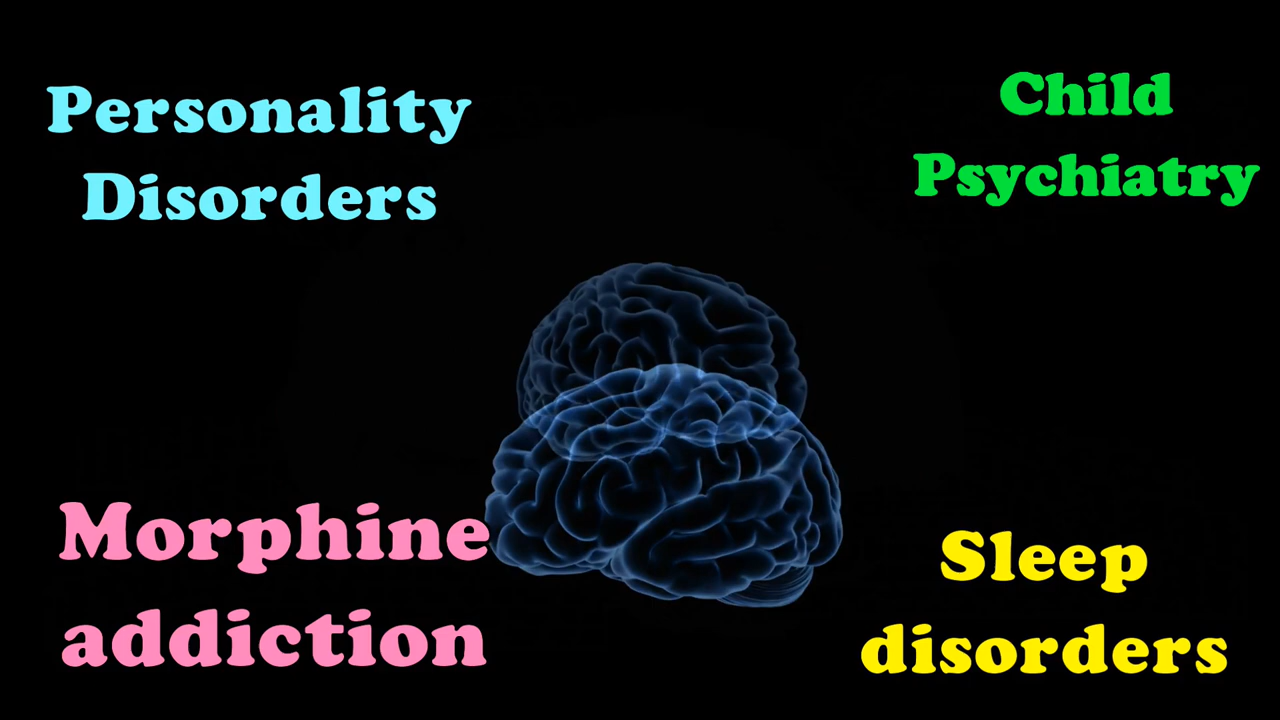 Personality
Disorders
Child
Psychiatry
Morphine
addiction
Sleep
disorders